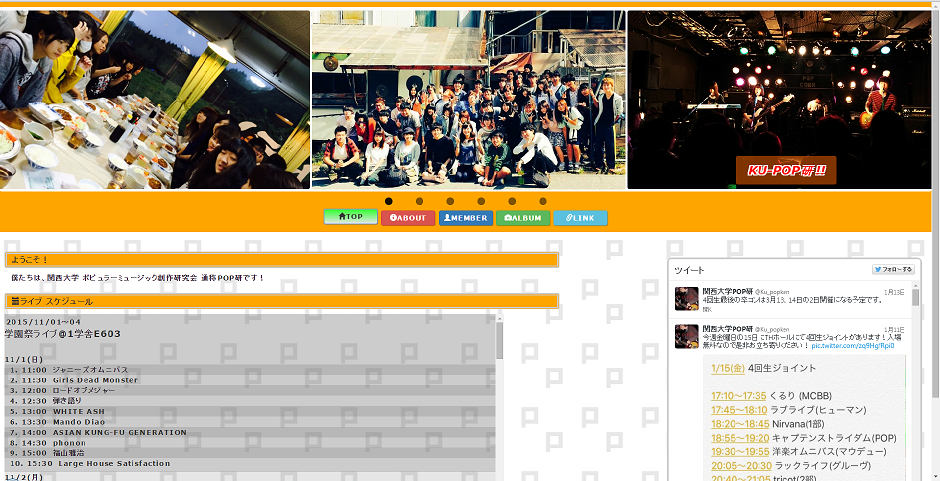 KU-POP研!!
TOP
ABOUT
MEMBER
ALBUM
LINK
ようこそ！
僕たちは、関西大学 ポピュラーミュージック創作研究会 通称POP研です！
ライブ スケジュール
2015/11/01～04
学園祭ライブ@1学舎E603
11/1(日)
1. 11:00 ジャニーズオムニバス
2. 11:30 Girls Dead Monster
3. 12:00 ロードオブメジャー
4. 12:30 弾き語り
5. 13:00 WHITE ASH
6. 13:30 Mando Diao
7. 14:00 ASIAN KUNG-FU GENERATION
8. 14:30 phonon
9. 15:00 福山雅治
10. 15:30 Large House Satisfaction
11/2(月)
ツイート
フォローする
関西大学POP研 @Ku_popken 1月13日
4回生最後の卒コンは3月13, 14日の2日開催になる予定です。
開く
関西大学POP研 @Ku_popken 1月11日
今週金曜日の15日 CTHホールにて4回生ジョイントがあります！入場
無料なので是非お立ち寄りください！ pic.twitter.com/zq9Hg/Rpi0
1/15(金) 4回生ジョイント
17:10～17:35 くるり (MCBB)
17:45～18:10 ラブライブ(ヒューマン)
18:20～18:45 Nirvana(1部)
18:55～19:20 キャプテンストライダム(POP)
19:30～19:55 洋楽オムニバス(マウデュー)
20:05～20:30 ラックライフ(グルーヴ)
20:40～21:05 tricot(2部)